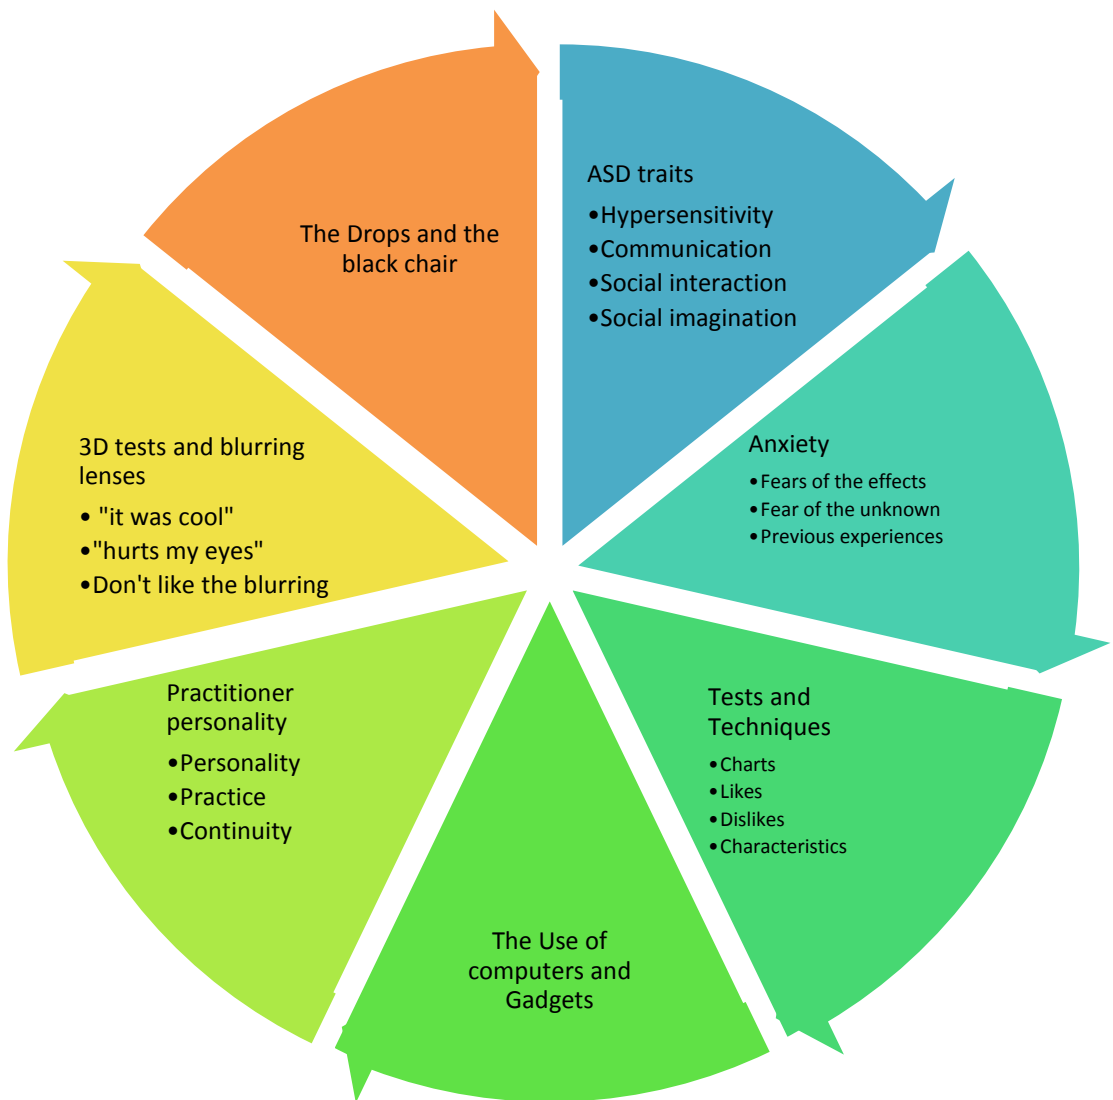 ASD traits
•Hypersensitivity
•Communication
•Social interaction
•Social imagination
Anxiety
•Fears of the effects
•Fear of the unknown
•Previous experiences
Tests and
Techniques
•Charts
•Likes
•Dislikes
•Characteristics
The Use of
computers and
Gadgets
Practitioner
personality
•Personality
•Practice
•Continuity
3D tests and blurring
lenses
• "it was cool"
•"hurts my eyes"
•Don't like the blurring
The Drops and the
black chair